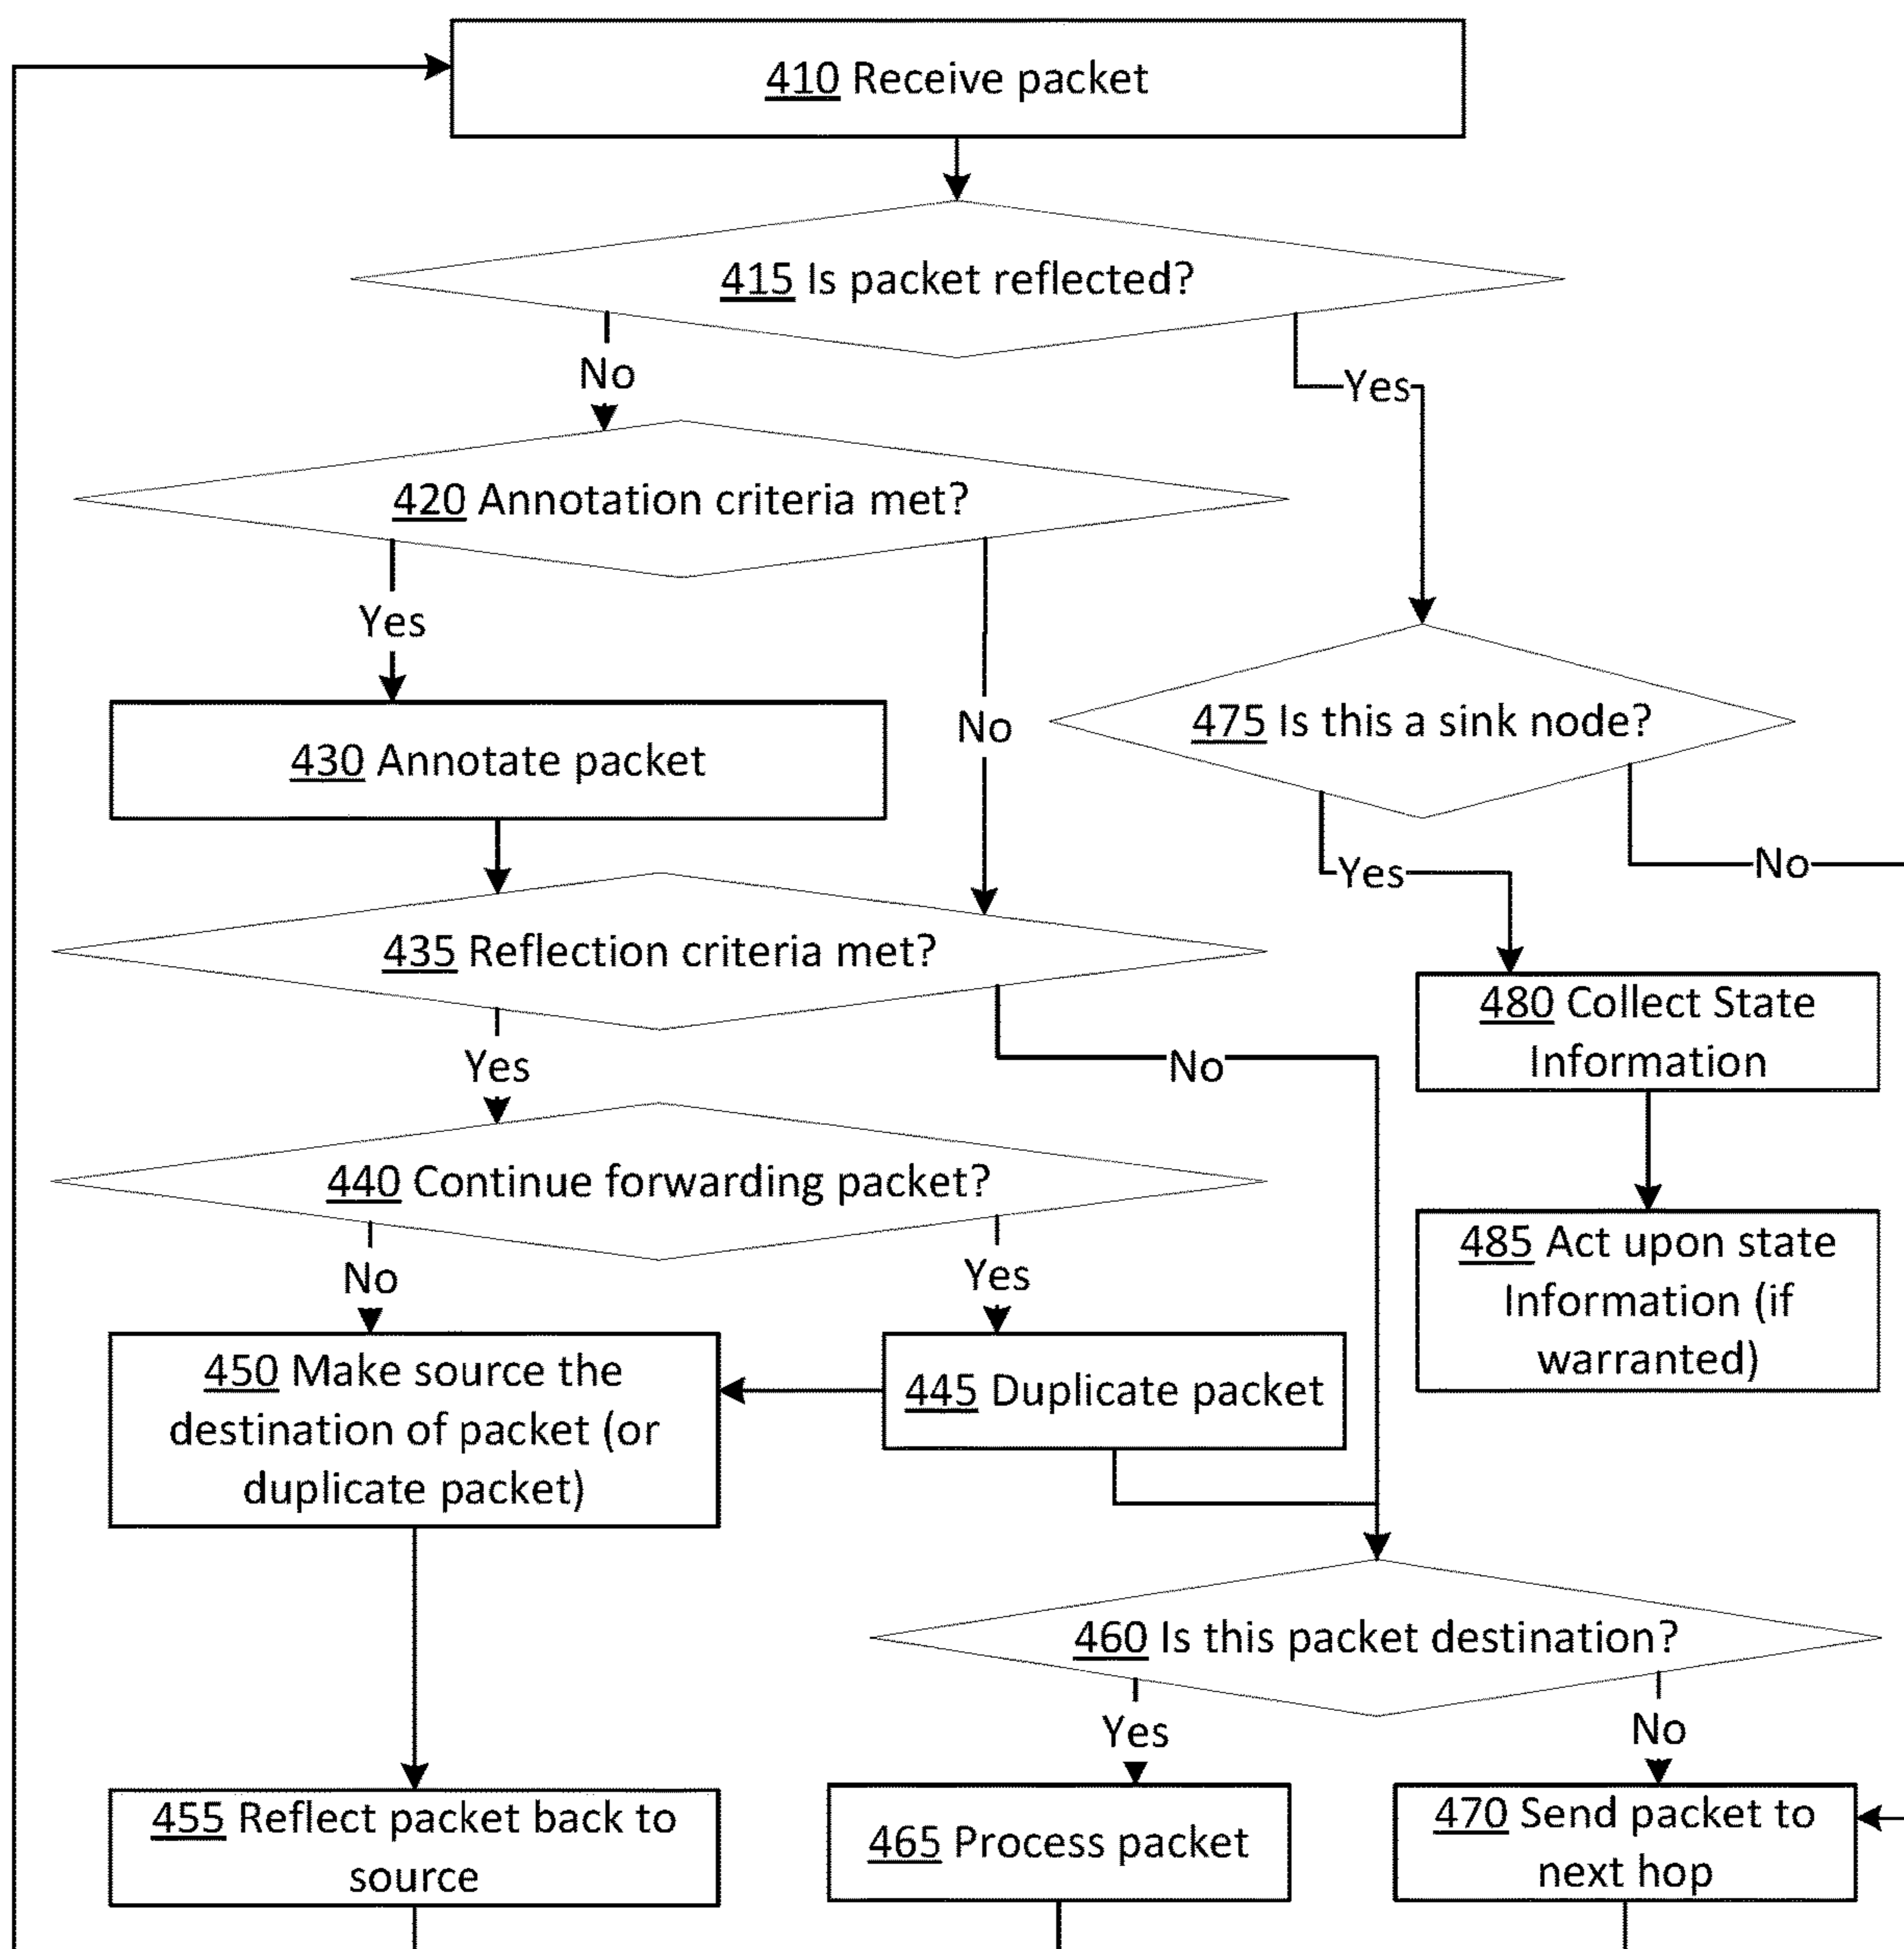 410 Receive packet
415 Is packet reflected?
No
Yes
420 Annotation criteria met?
Yes
No
475 Is this a sink node?
430 Annotate packet
Yes
No
435 Reflection criteria met?
480 Collect State
Information
Yes
No
440 Continue forwarding packet?
485 Act upon state
Information (if
warranted)
No
Yes
450 Make source the
destination of packet (or
duplicate packet)
445 Duplicate packet
460 Is this packet destination?
Yes
No
455 Reflect packet back to
source
465 Process packet
470 Send packet to
next hop